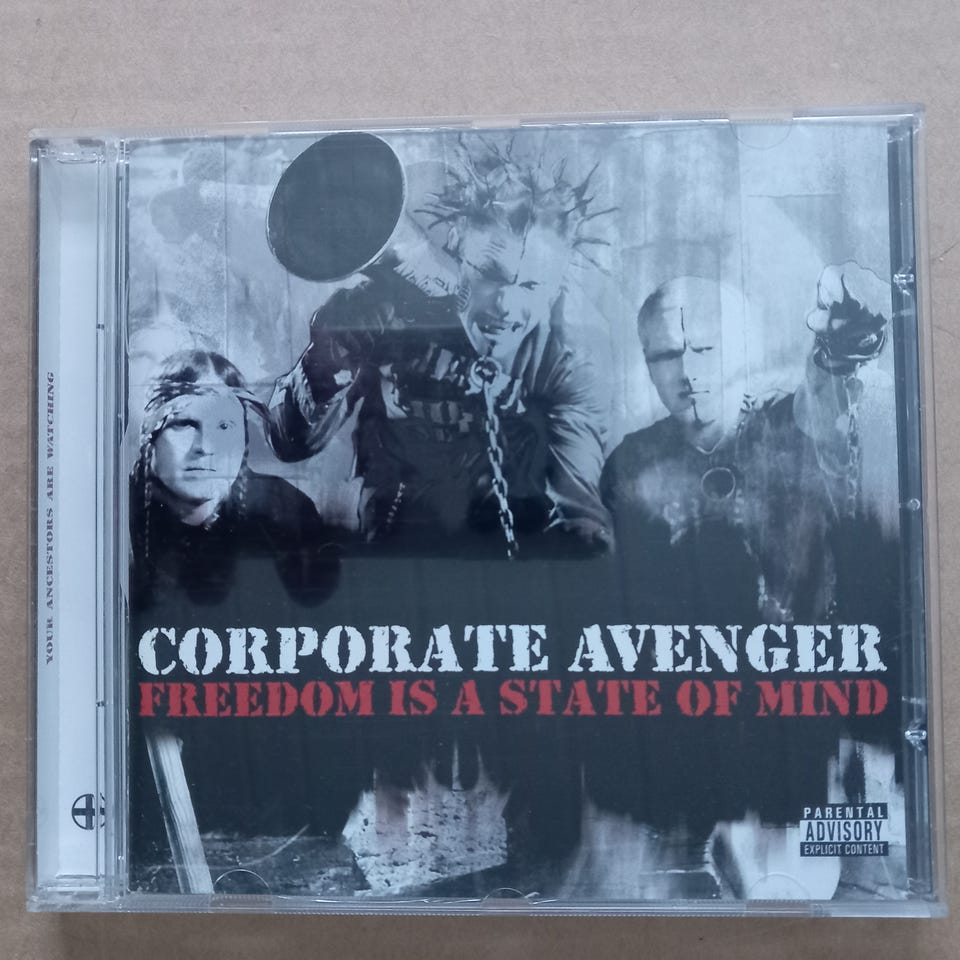 YOUR ANCESTORS ARE WATCHING
CORPORATE AVENGER
FREEDOM IS A STATE OF MIND
PARENTAL
ADVISORY
EXPLICIT CONTENT